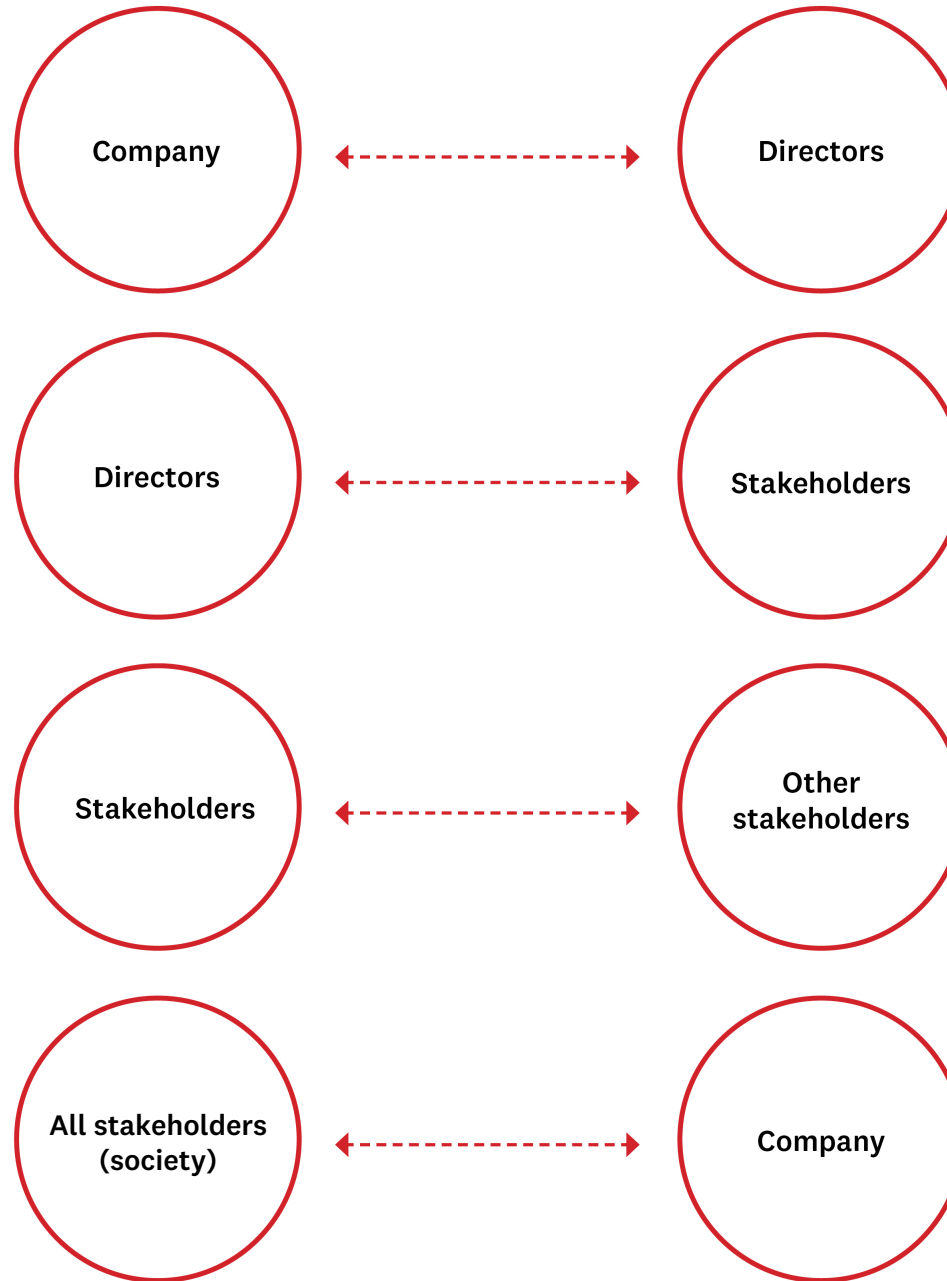 Company
Directors
Directors
Stakeholders
Stakeholders
Other
stakeholders
All stakeholders
(society)
Company